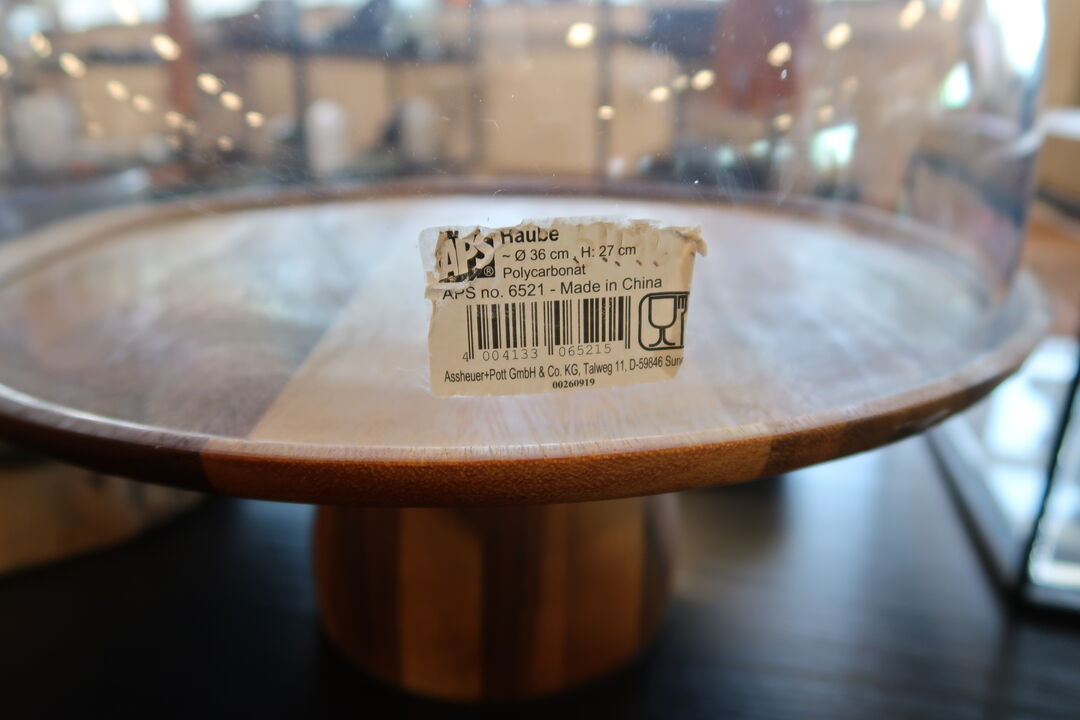 APS®
Haube
~ Ø 36 cm, H: 27 cm
Polycarbonat
APS no. 6521 - Made in China
4 004133 065215
Assheuer+Pott GmbH & Co. KG, Talweg 11, D-59846 Sun
00260919